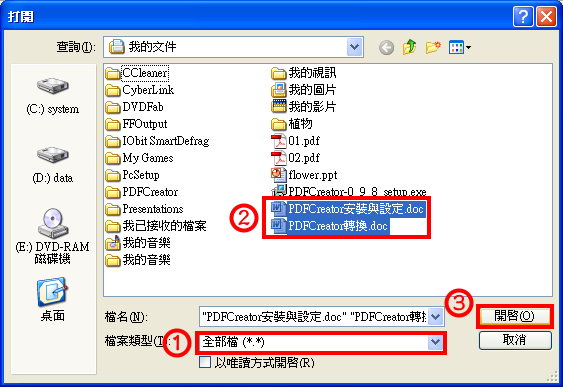 打開
查詢(I):
我的文件
(C:) system
(D:) data
(E:) DVD-RAM
磁碟機
桌面
CCleaner
CyberLink
DVDFab
FFOutput
IObit SmartDefrag
My Games
PcSetup
PDFCreator
Presentations
我已接收的檔案
我的音樂
我的音樂
我的視訊
我的圖片
我的影片
植物
01.pdf
02.pdf
flower.ppt
PDFCreator-0_9_8_setup.exe
②
PDFCreator安裝與設定.doc
PDFCreator轉換.doc
檔名(N):
"PDFCreator安裝與設定.doc" "PDFCreator轉換
③
開啓(O)
檔案類型(T):
①
全部檔 (*.*)
取消
以唯讀方式開啓(R)